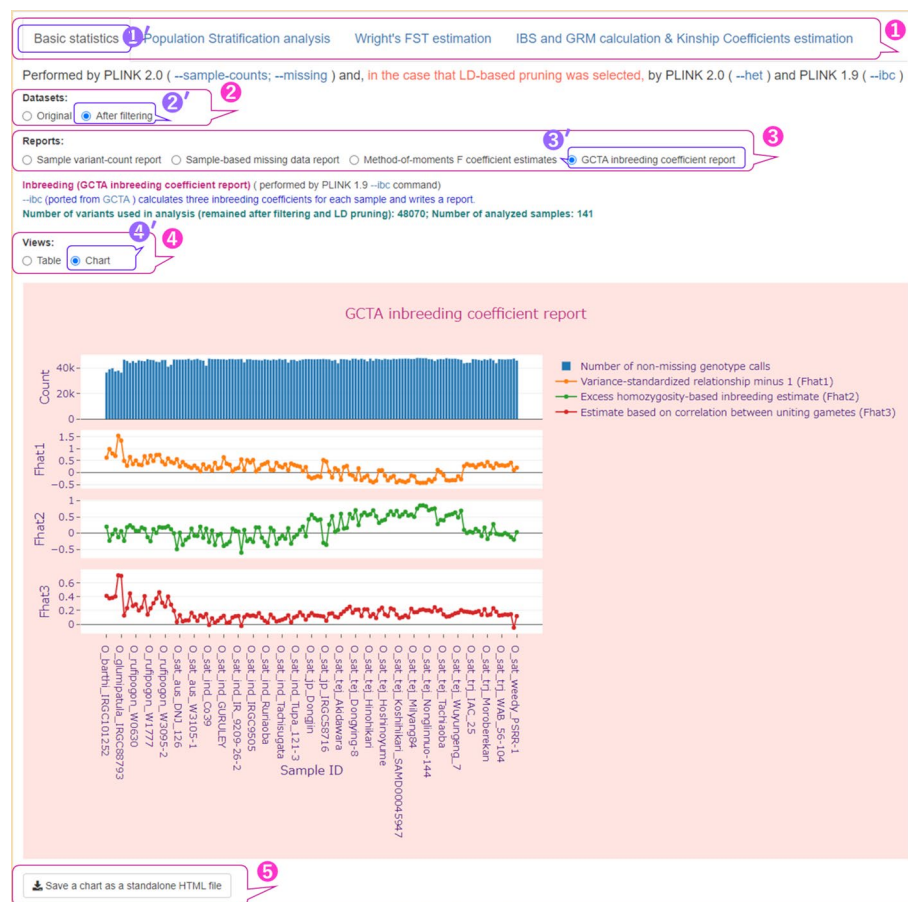 ❶
Basic statistics ❶′ Population Stratification analysis Wright's FST estimation IBS and GRM calculation & Kinship Coefficients estimation
Performed by PLINK 2.0 ( --sample-counts; --missing ) and, in the case that LD-based pruning was selected, by PLINK 2.0 ( --het ) and PLINK 1.9 ( --ibc )
Datasets: ❷′ ❷
Original After filtering
Reports: ❸′ ❸
Sample variant-count report Sample-based missing data report Method-of-moments F coefficient estimates GCTA inbreeding coefficient report
Inbreeding (GCTA inbreeding coefficient report) ( performed by PLINK 1.9 --ibc command)
--ibc (ported from GCTA ) calculates three inbreeding coefficients for each sample and writes a report.
Number of variants used in analysis (remained after filtering and LD pruning): 48070; Number of analyzed samples: 141
Views: ❹′ ❹
Table Chart
GCTA inbreeding coefficient report
Count
40k
20k
0
Number of non-missing genotype calls
Variance-standardized relationship minus 1 (Fhat1)
Excess homozygosity-based inbreeding estimate (Fhat2)
Estimate based on correlation between uniting gametes (Fhat3)
Fhat1
1.5
1
0.5
0
−0.5
Fhat2
1
0.5
0
−0.5
Fhat3
0.6
0.4
0.2
0
O_barthi_IRGC101252
O_glumipatula_IRGC88793
O_rufipogon_W0630
O_rufipogon_W1777
O_rufipogon_W3095-2
O_sat_aus_DNJ_126
O_sat_aus_W3105-1
O_sat_ind_Co39
O_sat_ind_GURULEY
O_sat_ind_IR_9209-26-2
O_sat_ind_IRGC9505
O_sat_ind_Ruriaoba
O_sat_ind_Tachisugata
O_sat_ind_Tupa_121-3
O_sat_jp_Dongjin
O_sat_jp_IRGC58716
O_sat_tej_Akidawara
O_sat_tej_Dongying-8
O_sat_tej_Hinohikari
O_sat_tej_Hoshinoyume
O_sat_tej_Koshihikari_SAMD00045947
O_sat_tej_Milyang84
O_sat_tej_Nonglinnuo-144
O_sat_tej_Tachiaoba
O_sat_tej_Wuyungeng_7
O_sat_trj_IAC_25
O_sat_trj_Moroberekan
O_sat_trj_WAB_56-104
O_sat_weedy_PSRR-1
Sample ID
❺
Save a chart as a standalone HTML file